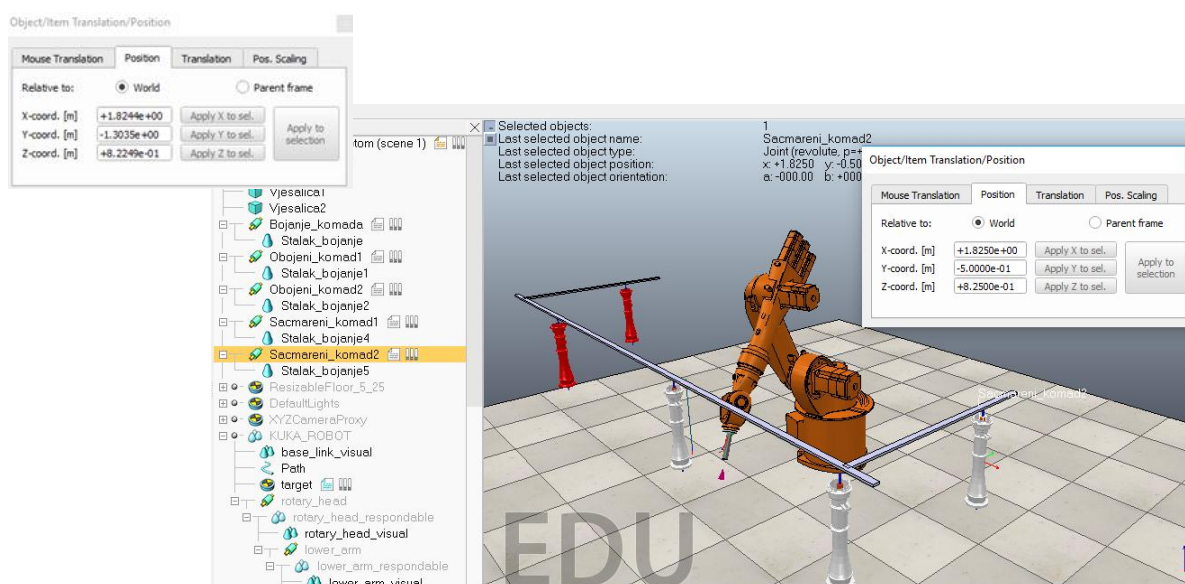 Object/Item Translation/Position
Mouse Translation Position Translation Pos. Scaling
Relative to: World Parent frame
X-coord. [m] +1.8244e+00 Apply X to sel.
Y-coord. [m] -1.3035e+00 Apply Y to sel.
Z-coord. [m] +8.2249e-01 Apply Z to sel.
Apply to
selection
(scene 1)
Vjesalica1
Vjesalica2
Bojanje_komada
Stalak_bojanje
Obojeni_komad1
Stalak_bojanje1
Obojeni_komad2
Stalak_bojanje2
Sacmareni_komad1
Stalak_bojanje4
Sacmareni_komad2
Stalak_bojanje5
ResizableFloor_5_25
DefaultLights
XYZCameraProxy
KUKA_ROBOT
base_link_visual
Path
target
rotary_head
rotary_head_respondable
rotary_head_visual
lower_arm
lower_arm_respondable
lower_arm_visual
Selected objects: 1
Last selected object name: Sacmareni_komad2
Last selected object type: Joint (revolute, p=+
Last selected object position: x: +1.8250 y: -0.50
Last selected object orientation: a: -000.00 b: +000
Object/Item Translation/Position
Mouse Translation Position Translation Pos. Scaling
Relative to: World Parent frame
X-coord. [m] +1.8250e+00 Apply X to sel.
Y-coord. [m] -5.0000e-01 Apply Y to sel.
Z-coord. [m] +8.2500e-01 Apply Z to sel.
Apply to
selection
Sacmareni_komad2
EDU